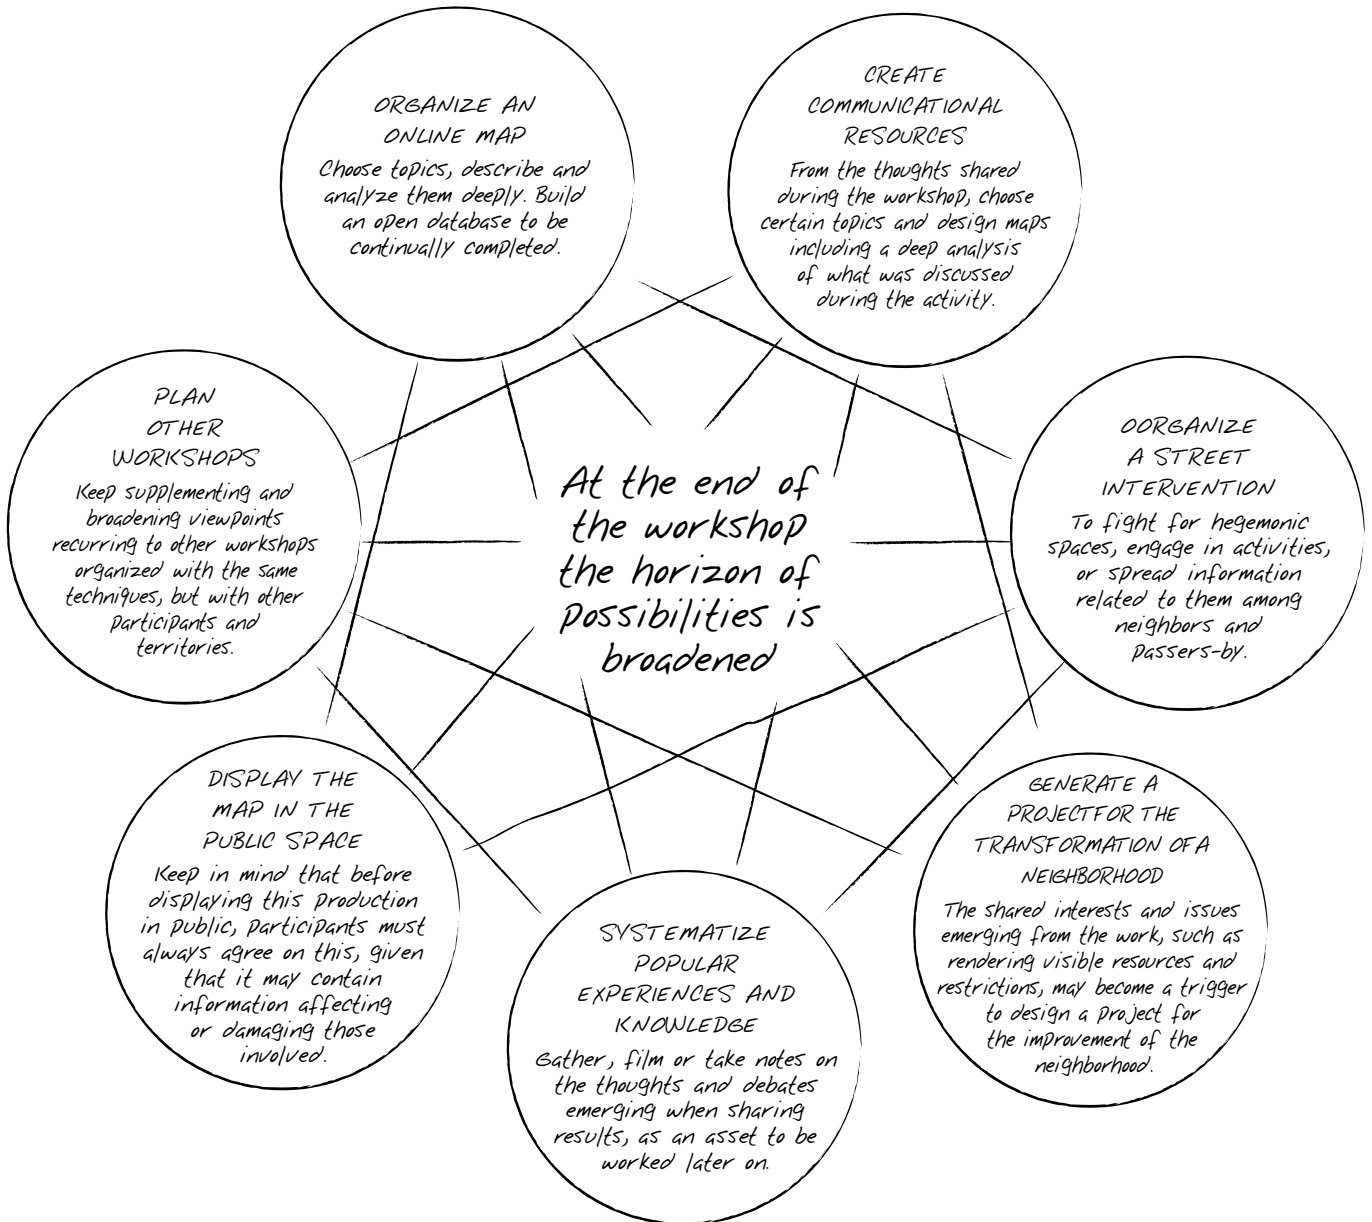 ORGANIZE AN
ONLINE MAP
Choose topics, describe and
analyze them deeply. Build
an open database to be
continually completed.
CREATE
COMMUNICATIONAL
RESOURCES
From the thoughts shared
during the workshop, choose
certain topics and design maps
including a deep analysis
of what was discussed
during the activity.
PLAN
OTHER
WORKSHOPS
Keep supplementing and
broadening viewpoints
recurring to other workshops
organized with the same
techniques, but with other
participants and
territories.
At the end of
the workshop
the horizon of
possibilities is
broadened
OORGANIZE
A STREET
INTERVENTION
To fight for hegemonic
spaces, engage in activities,
or spread information
related to them among
neighbors and
passers-by.
DISPLAY THE
MAP IN THE
PUBLIC SPACE
Keep in mind that before
displaying this production
in public, participants must
always agree on this, given
that it may contain
information affecting
or damaging those
involved.
SYSTEMATIZE
POPULAR
EXPERIENCES AND
KNOWLEDGE
Gather, film or take notes on
the thoughts and debates
emerging when sharing
results, as an asset to be
worked later on.
GENERATE A
PROJECTFOR THE
TRANSFORMATION OF A
NEIGHBORHOOD
The shared interests and issues
emerging from the work, such as
rendering visible resources and
restrictions, may become a trigger
to design a project for
the improvement of the
neighborhood.